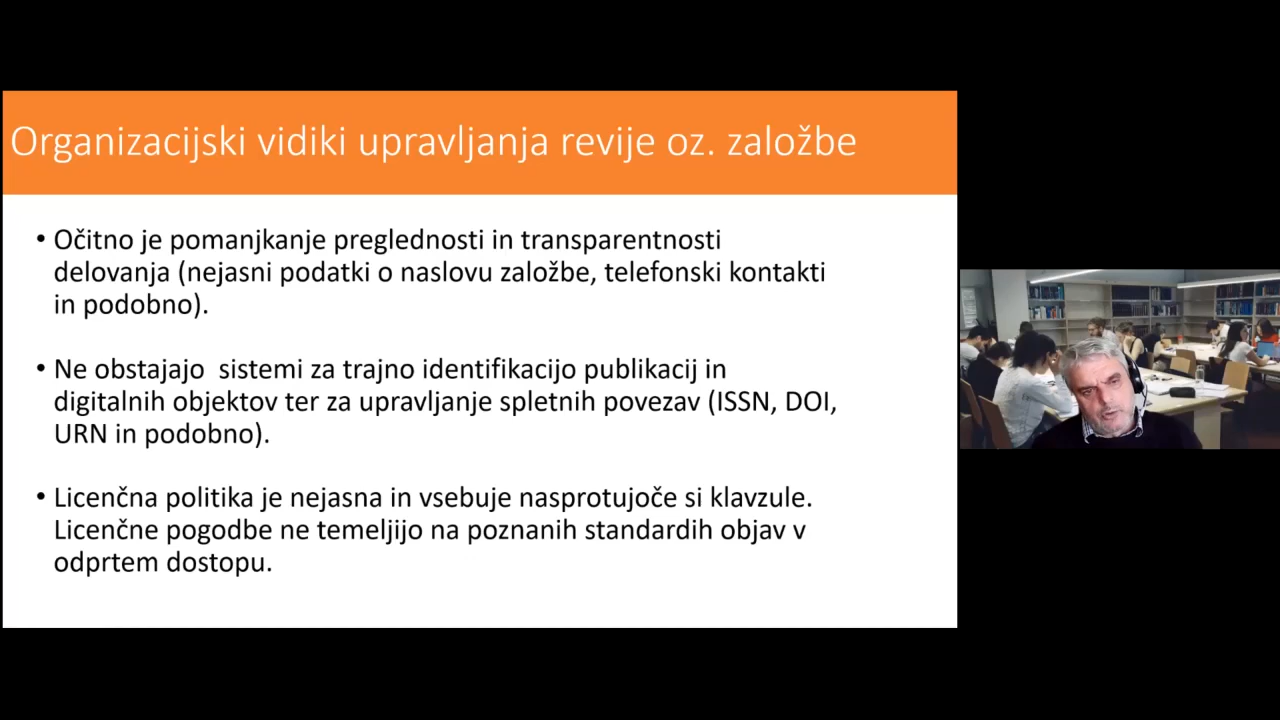 Organizacijski vidiki upravljanja revije oz. založbe
• Očitno je pomanjkanje preglednosti in transparentnosti
delovanja (nejasni podatki o naslovu založbe, telefonski kontakti
in podobno).
• Ne obstajajo  sistemi za trajno identifikacijo publikacij in
digitalnih objektov ter za upravljanje spletnih povezav (ISSN, DOI,
URN in podobno).
• Licenčna politika je nejasna in vsebuje nasprotujoče si klavzule.
Licenčne pogodbe ne temeljijo na poznanih standardih objav v
odprtem dostopu.